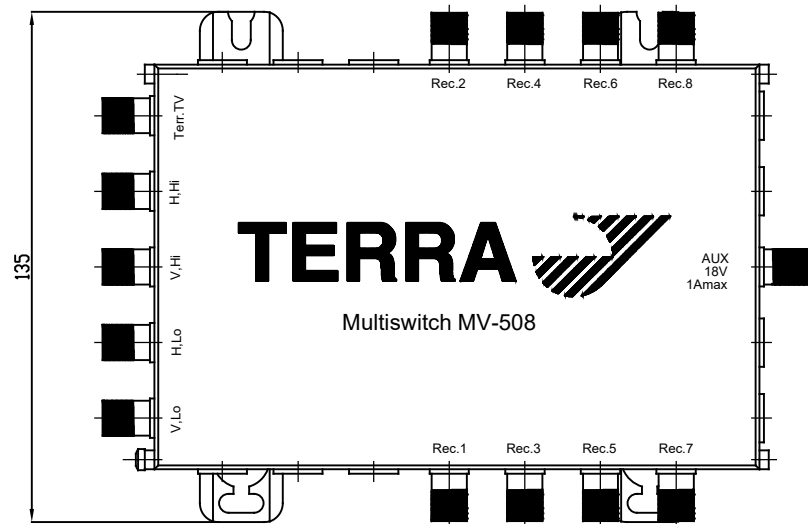 Rec.2
Rec.4
Rec.6
Rec.8
Terr.TV
H,Hi
V,Hi
H,Lo
V,Lo
135
TERRA
Multiswitch MV-508
AUX
18V
1Amax
Rec.1
Rec.3
Rec.5
Rec.7